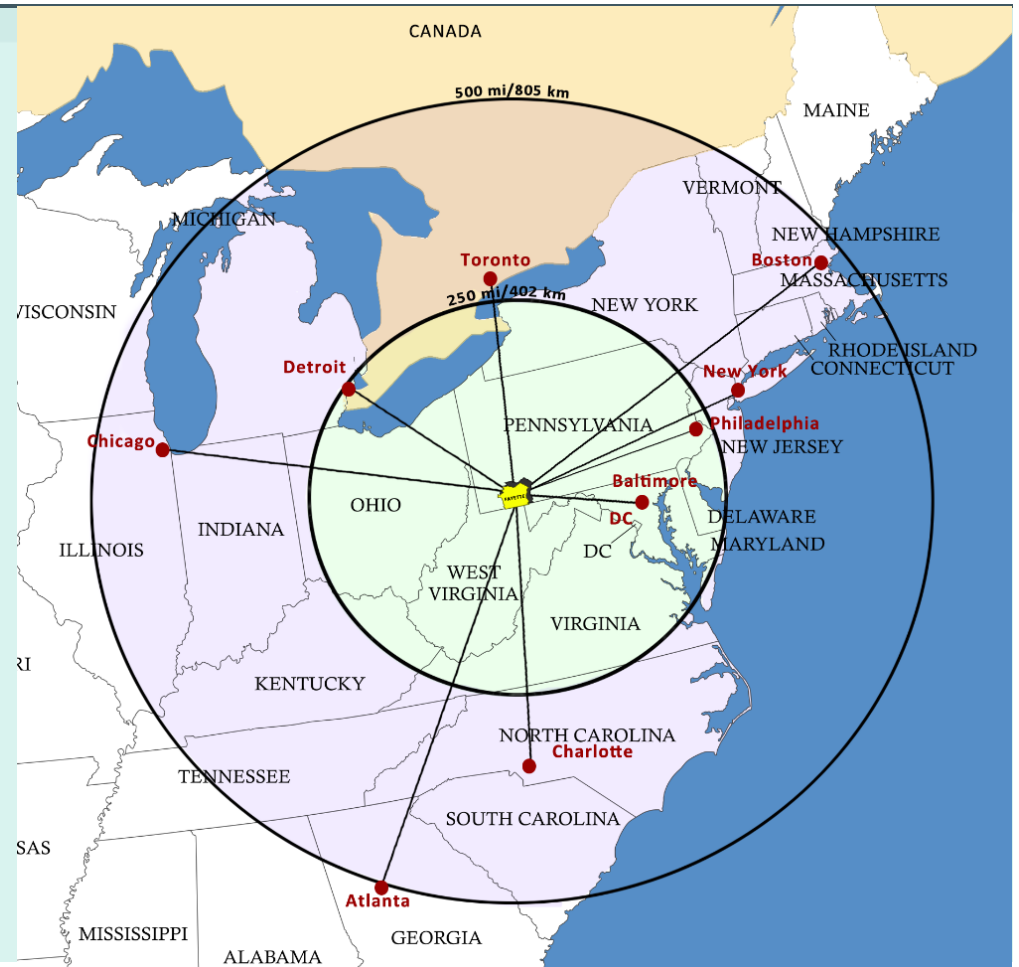 CANADA
500 mi/805 km
MAINE
VERMONT
MICHIGAN
NEW HAMPSHIRE
Toronto
Boston
MASSACHUSETTS
250 mi/402 km
NEW YORK
VISCONSIN
RHODE ISLAND
Detroit
New York
CONNECTICUT
PENNSYLVANIA
Philadelphia
Chicago
NEW JERSEY
Baltimore
FAYETTE
OHIO
DC
DELAWARE
INDIANA
ILLINOIS
DC
MARYLAND
WEST
VIRGINIA
VIRGINIA
RI
KENTUCKY
NORTH CAROLINA
Charlotte
TENNESSEE
SOUTH CAROLINA
SAS
Atlanta
MISSISSIPPI
GEORGIA
ALABAMA